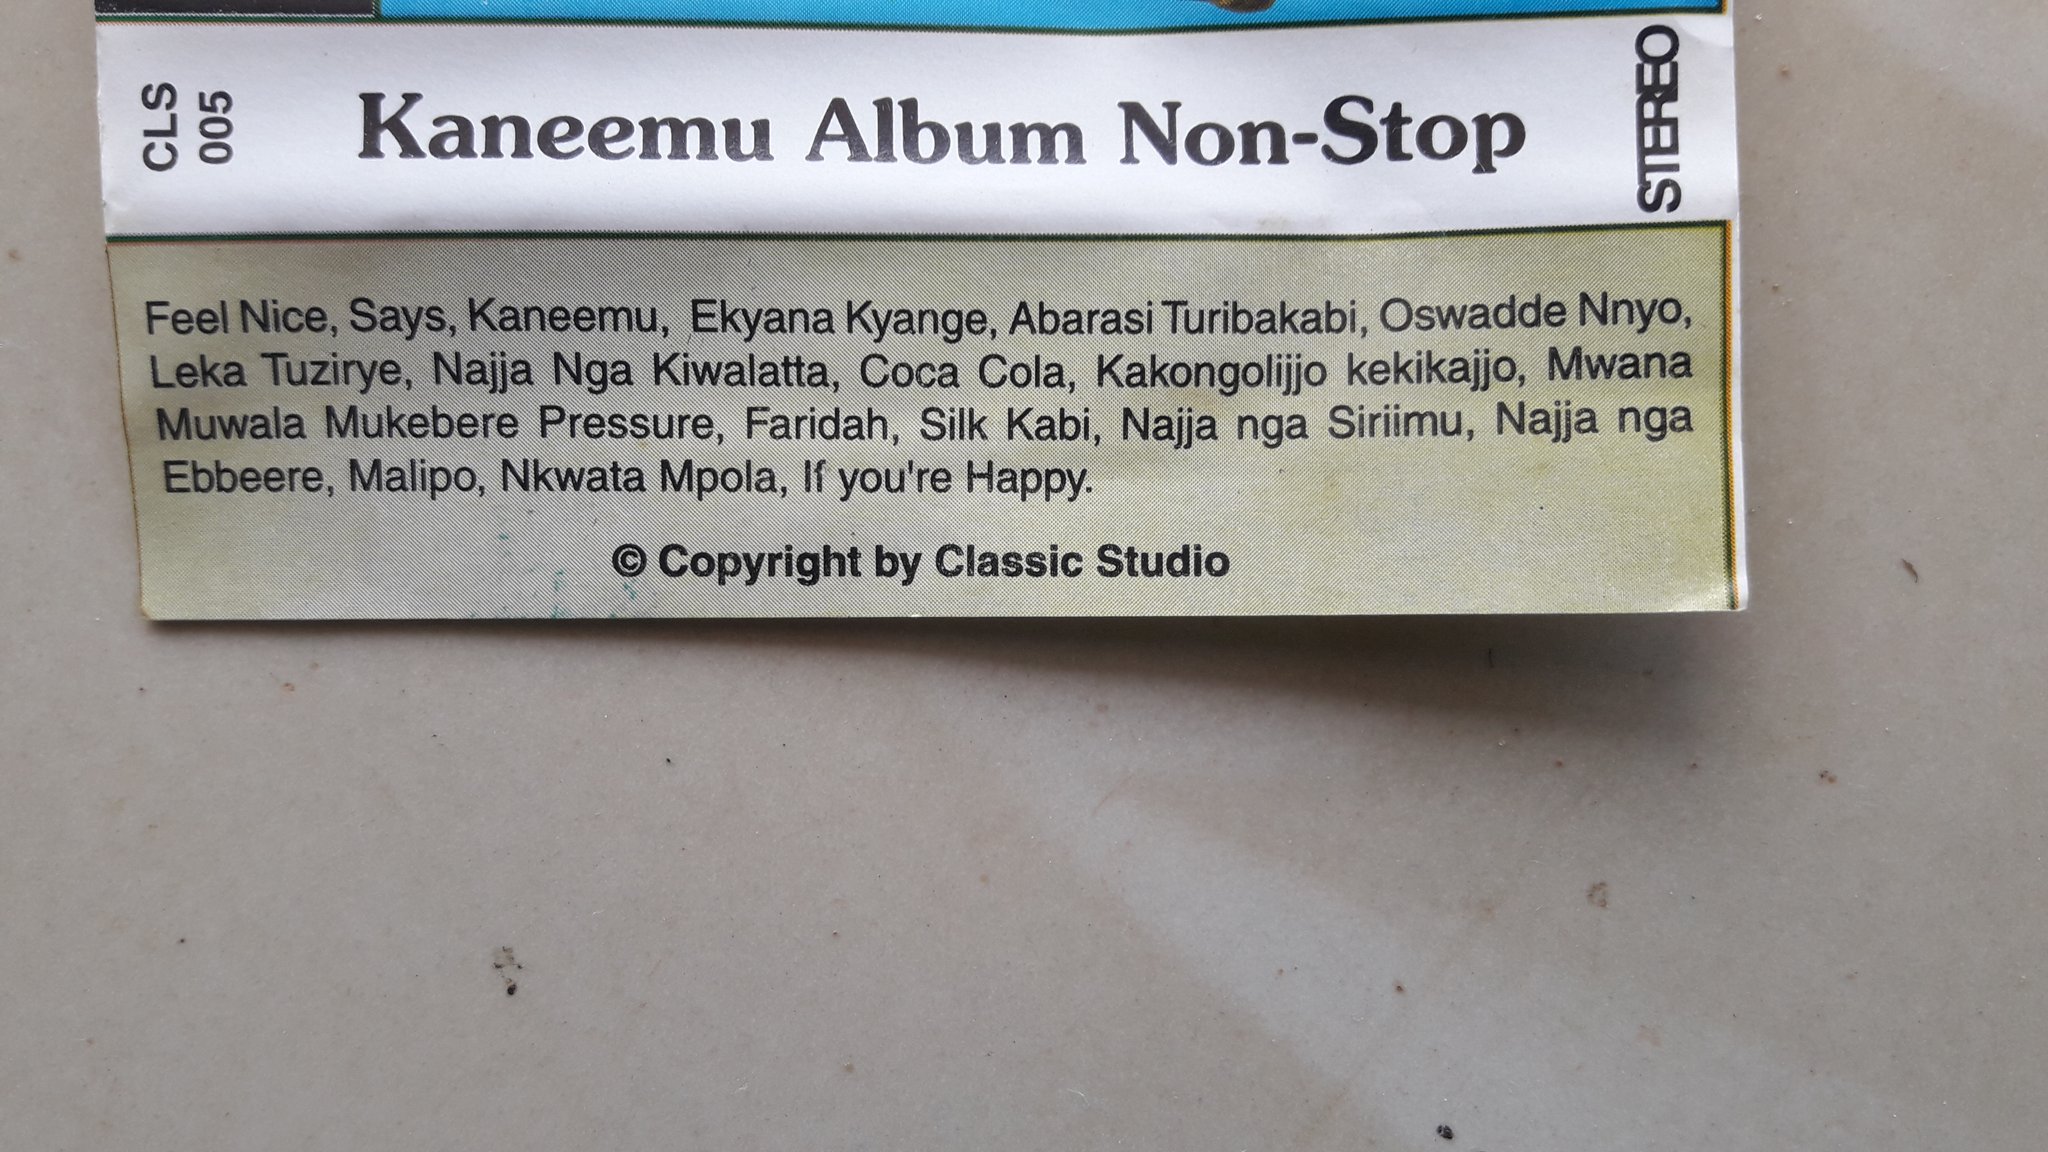 CLS
005
Kaneemu Album Non-Stop
STEREO
Feel Nice, Says, Kaneemu, Ekyana Kyange, Abarasi Turibakabi, Oswadde Nnyo,
Leka Tuzirye, Najja Nga Kiwalatta, Coca Cola, Kakongolijjo kekikajjo, Mwana
Muwala Mukebere Pressure, Faridah, Silk Kabi, Najja nga Siriimu, Najja nga
Ebbeere, Malipo, Nkwata Mpola, If you're Happy.
© Copyright by Classic Studio